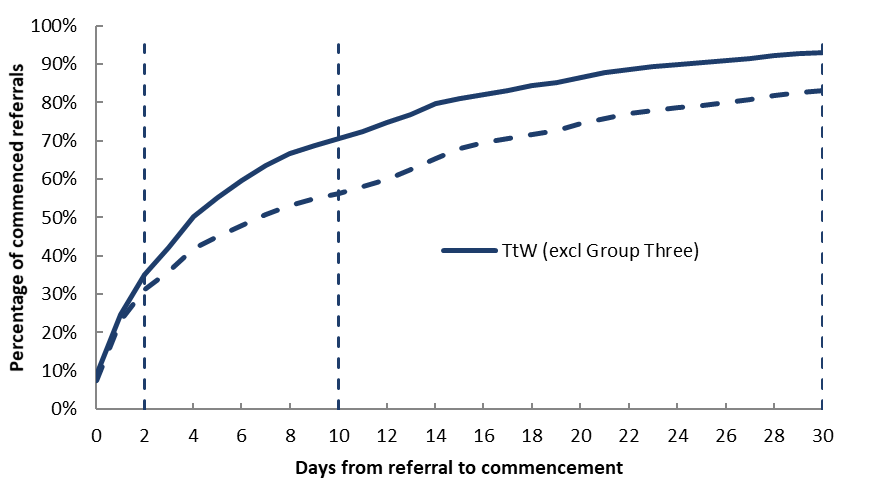 100%
90%
80%
70%
60%
50%
40%
30%
20%
10%
0%
Percentage of commenced referrals
TtW (excl Group Three)
0 2 4 6 8 10 12 14 16 18 20 22 24 26 28 30
Days from referral to commencement